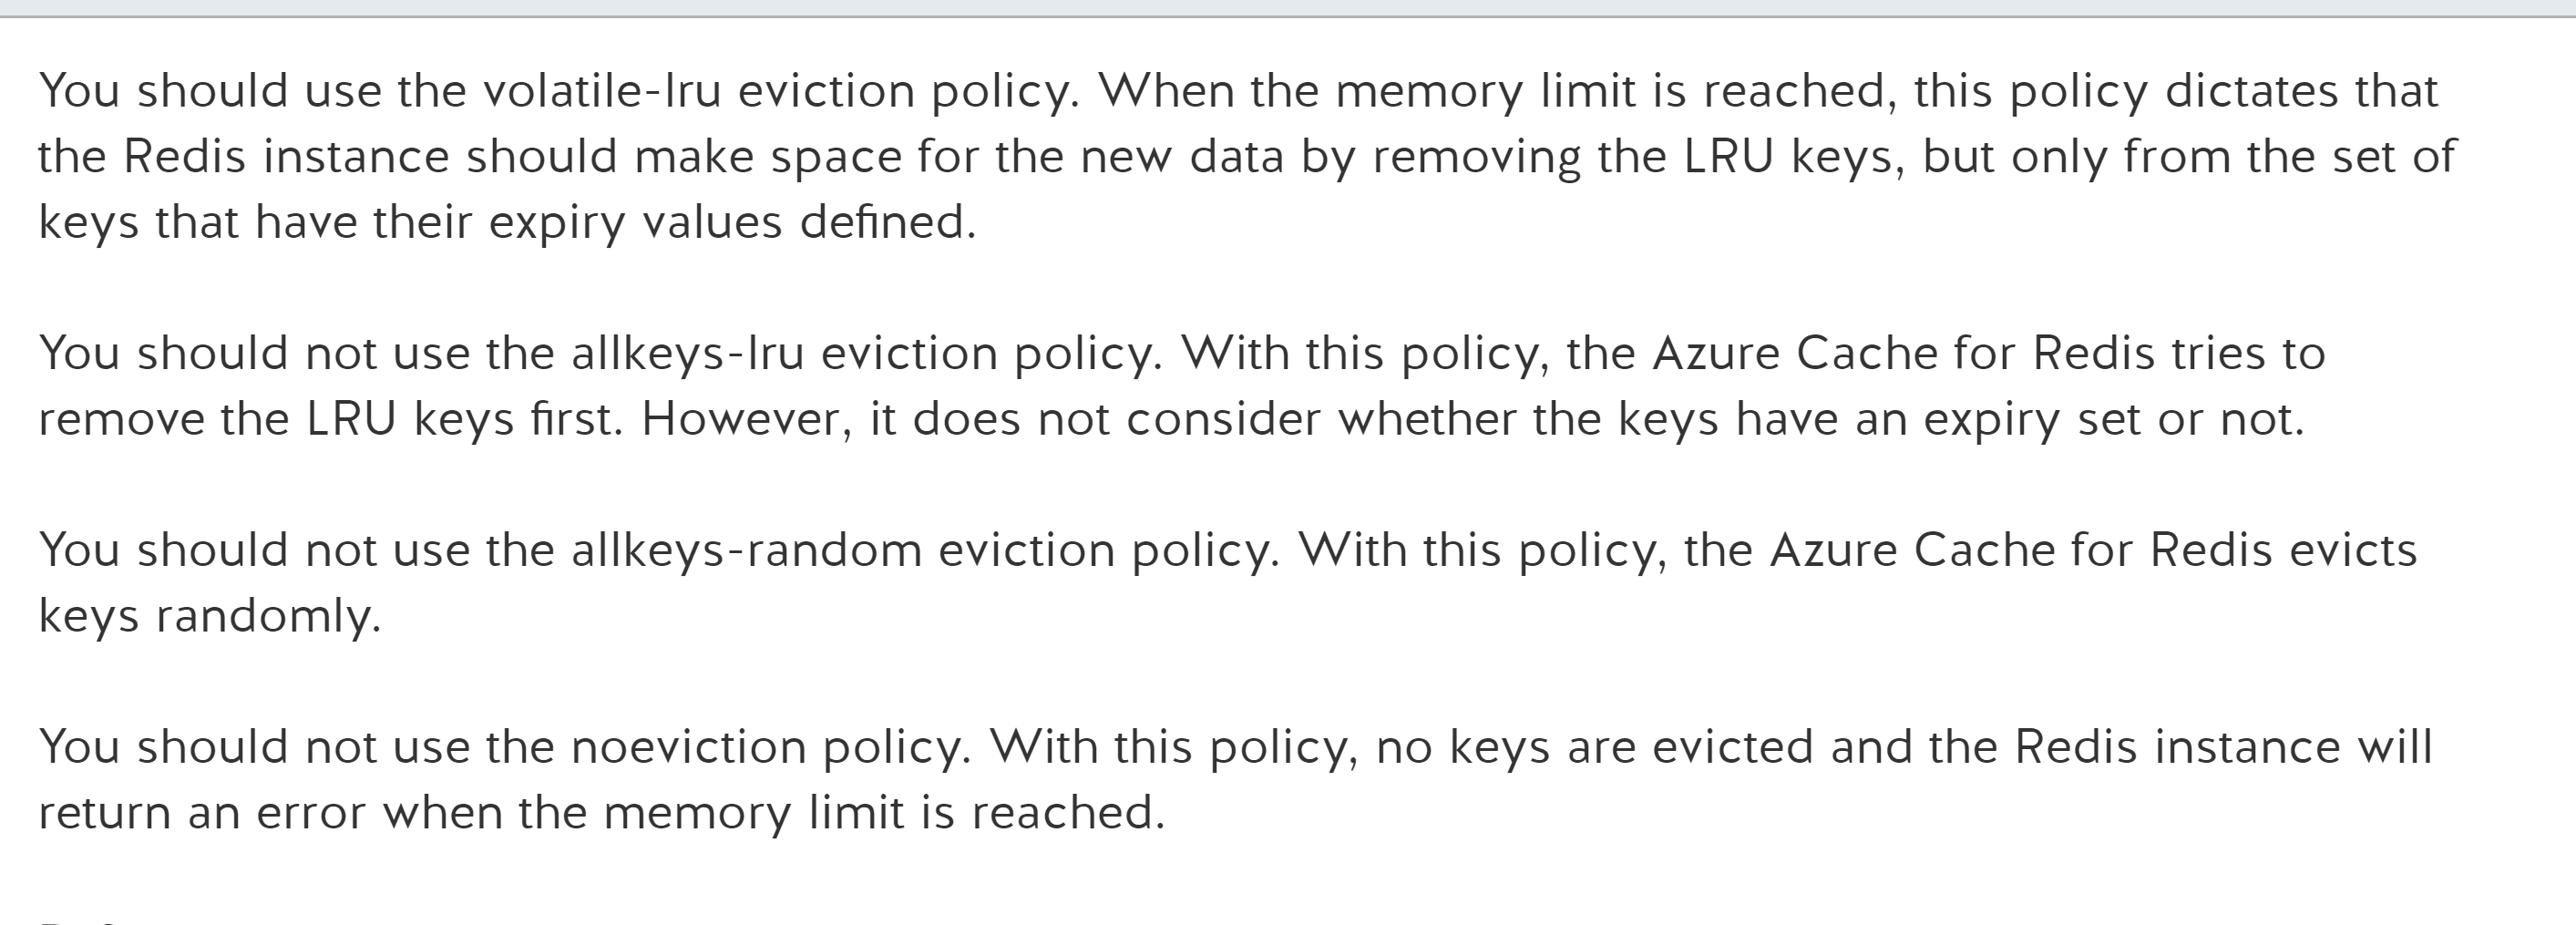 You should use the volatile-lru eviction policy. When the memory limit is reached, this policy dictates that
the Redis instance should make space for the new data by removing the LRU keys, but only from the set of
keys that have their expiry values defined.
You should not use the allkeys-lru eviction policy. With this policy, the Azure Cache for Redis tries to
remove the LRU keys first. However, it does not consider whether the keys have an expiry set or not.
You should not use the allkeys-random eviction policy. With this policy, the Azure Cache for Redis evicts
keys randomly.
You should not use the noeviction policy. With this policy, no keys are evicted and the Redis instance will
return an error when the memory limit is reached.